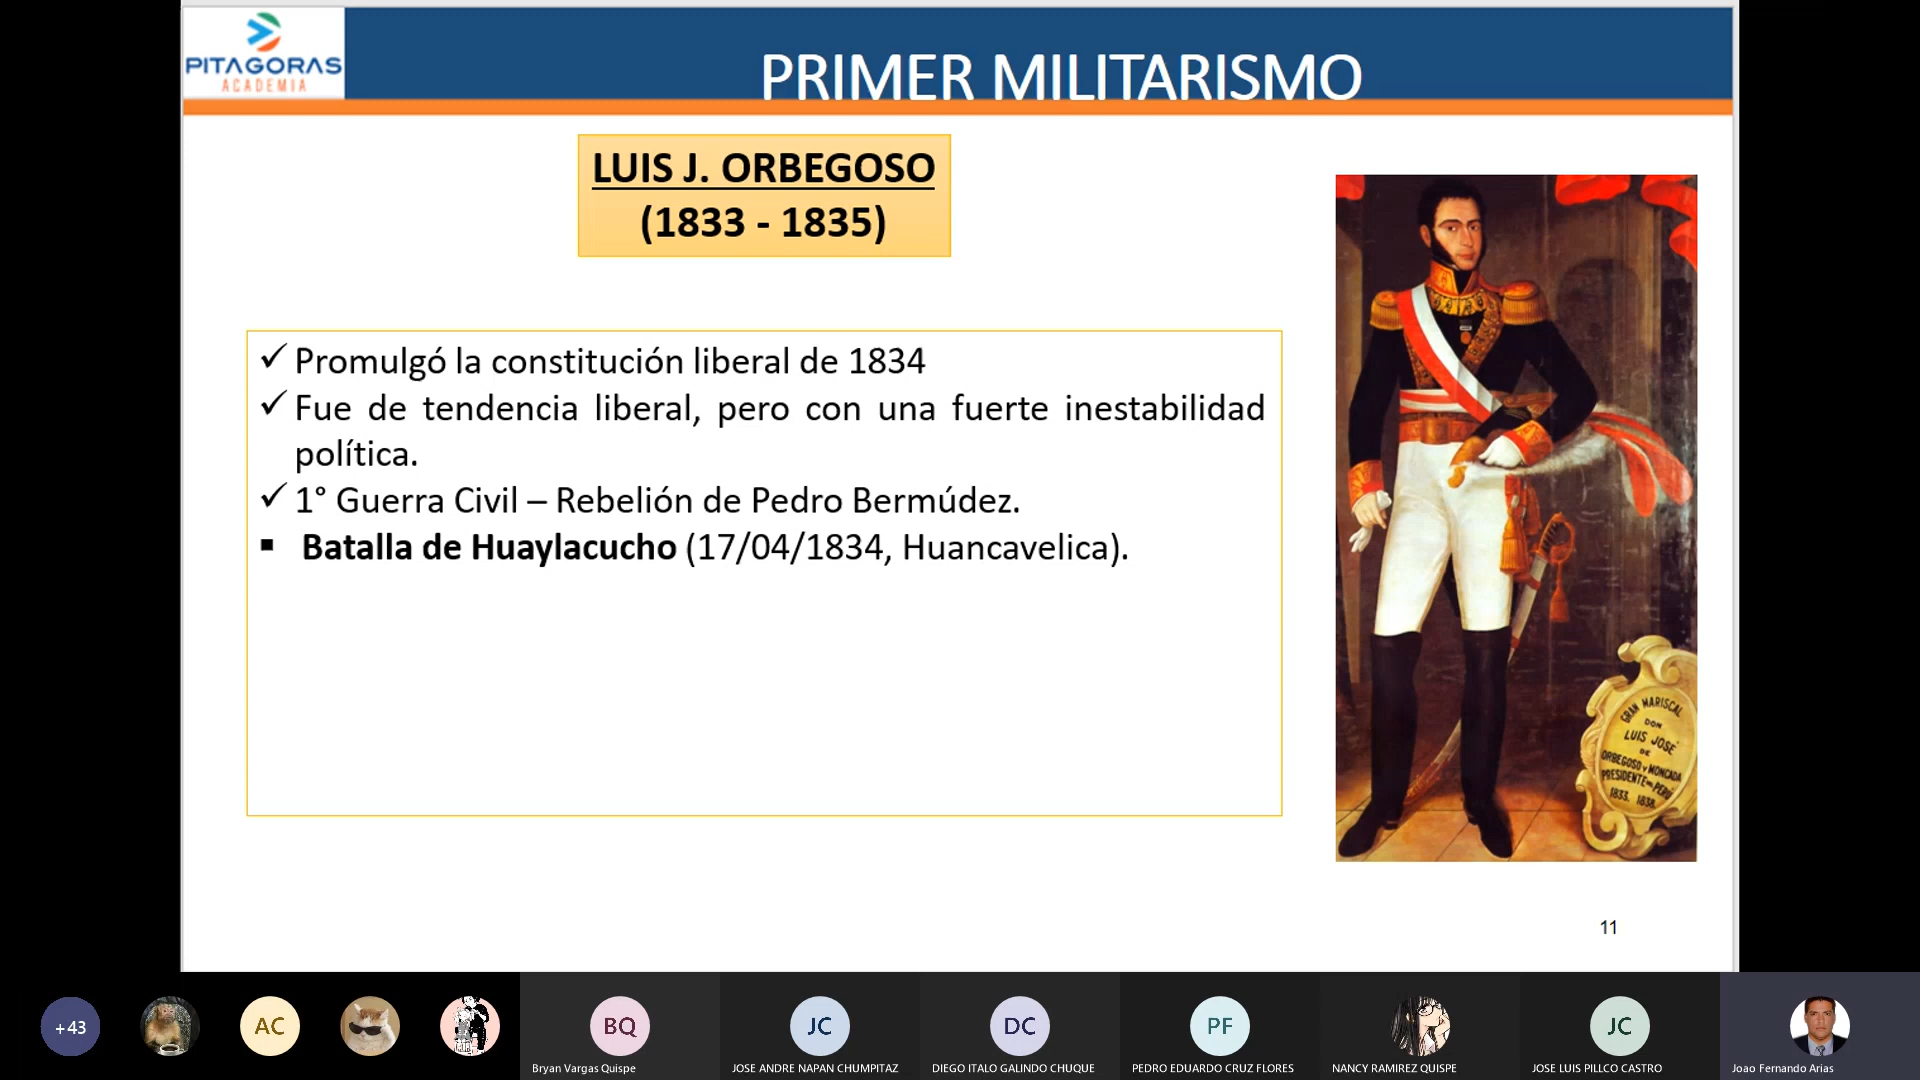 PITAGORAS
ACADEMIA
PRIMER MILITARISMO
LUIS J. ORBEGOSO
(1833 - 1835)
✓ Promulgó la constitución liberal de 1834
✓ Fue de tendencia liberal, pero con una fuerte inestabilidad
política.
✓ 1° Guerra Civil – Rebelión de Pedro Bermúdez.
▪ Batalla de Huaylacucho (17/04/1834, Huancavelica).
GRAN MARISCAL
DON
LUIS JOSÉ
DE
ORBEGOSO Y MONCADA
PRESIDENTE DEL PERÚ
1833. 1838.
11
+43
AC
BQ
JC
DC
PF
JC
Bryan Vargas Quispe
JOSE ANDRE NAPAN CHUMPITAZ
DIEGO ITALO GALINDO CHUQUE
PEDRO EDUARDO CRUZ FLORES
NANCY RAMIREZ QUISPE
JOSE LUIS PILLCO CASTRO
Joao Fernando Arias